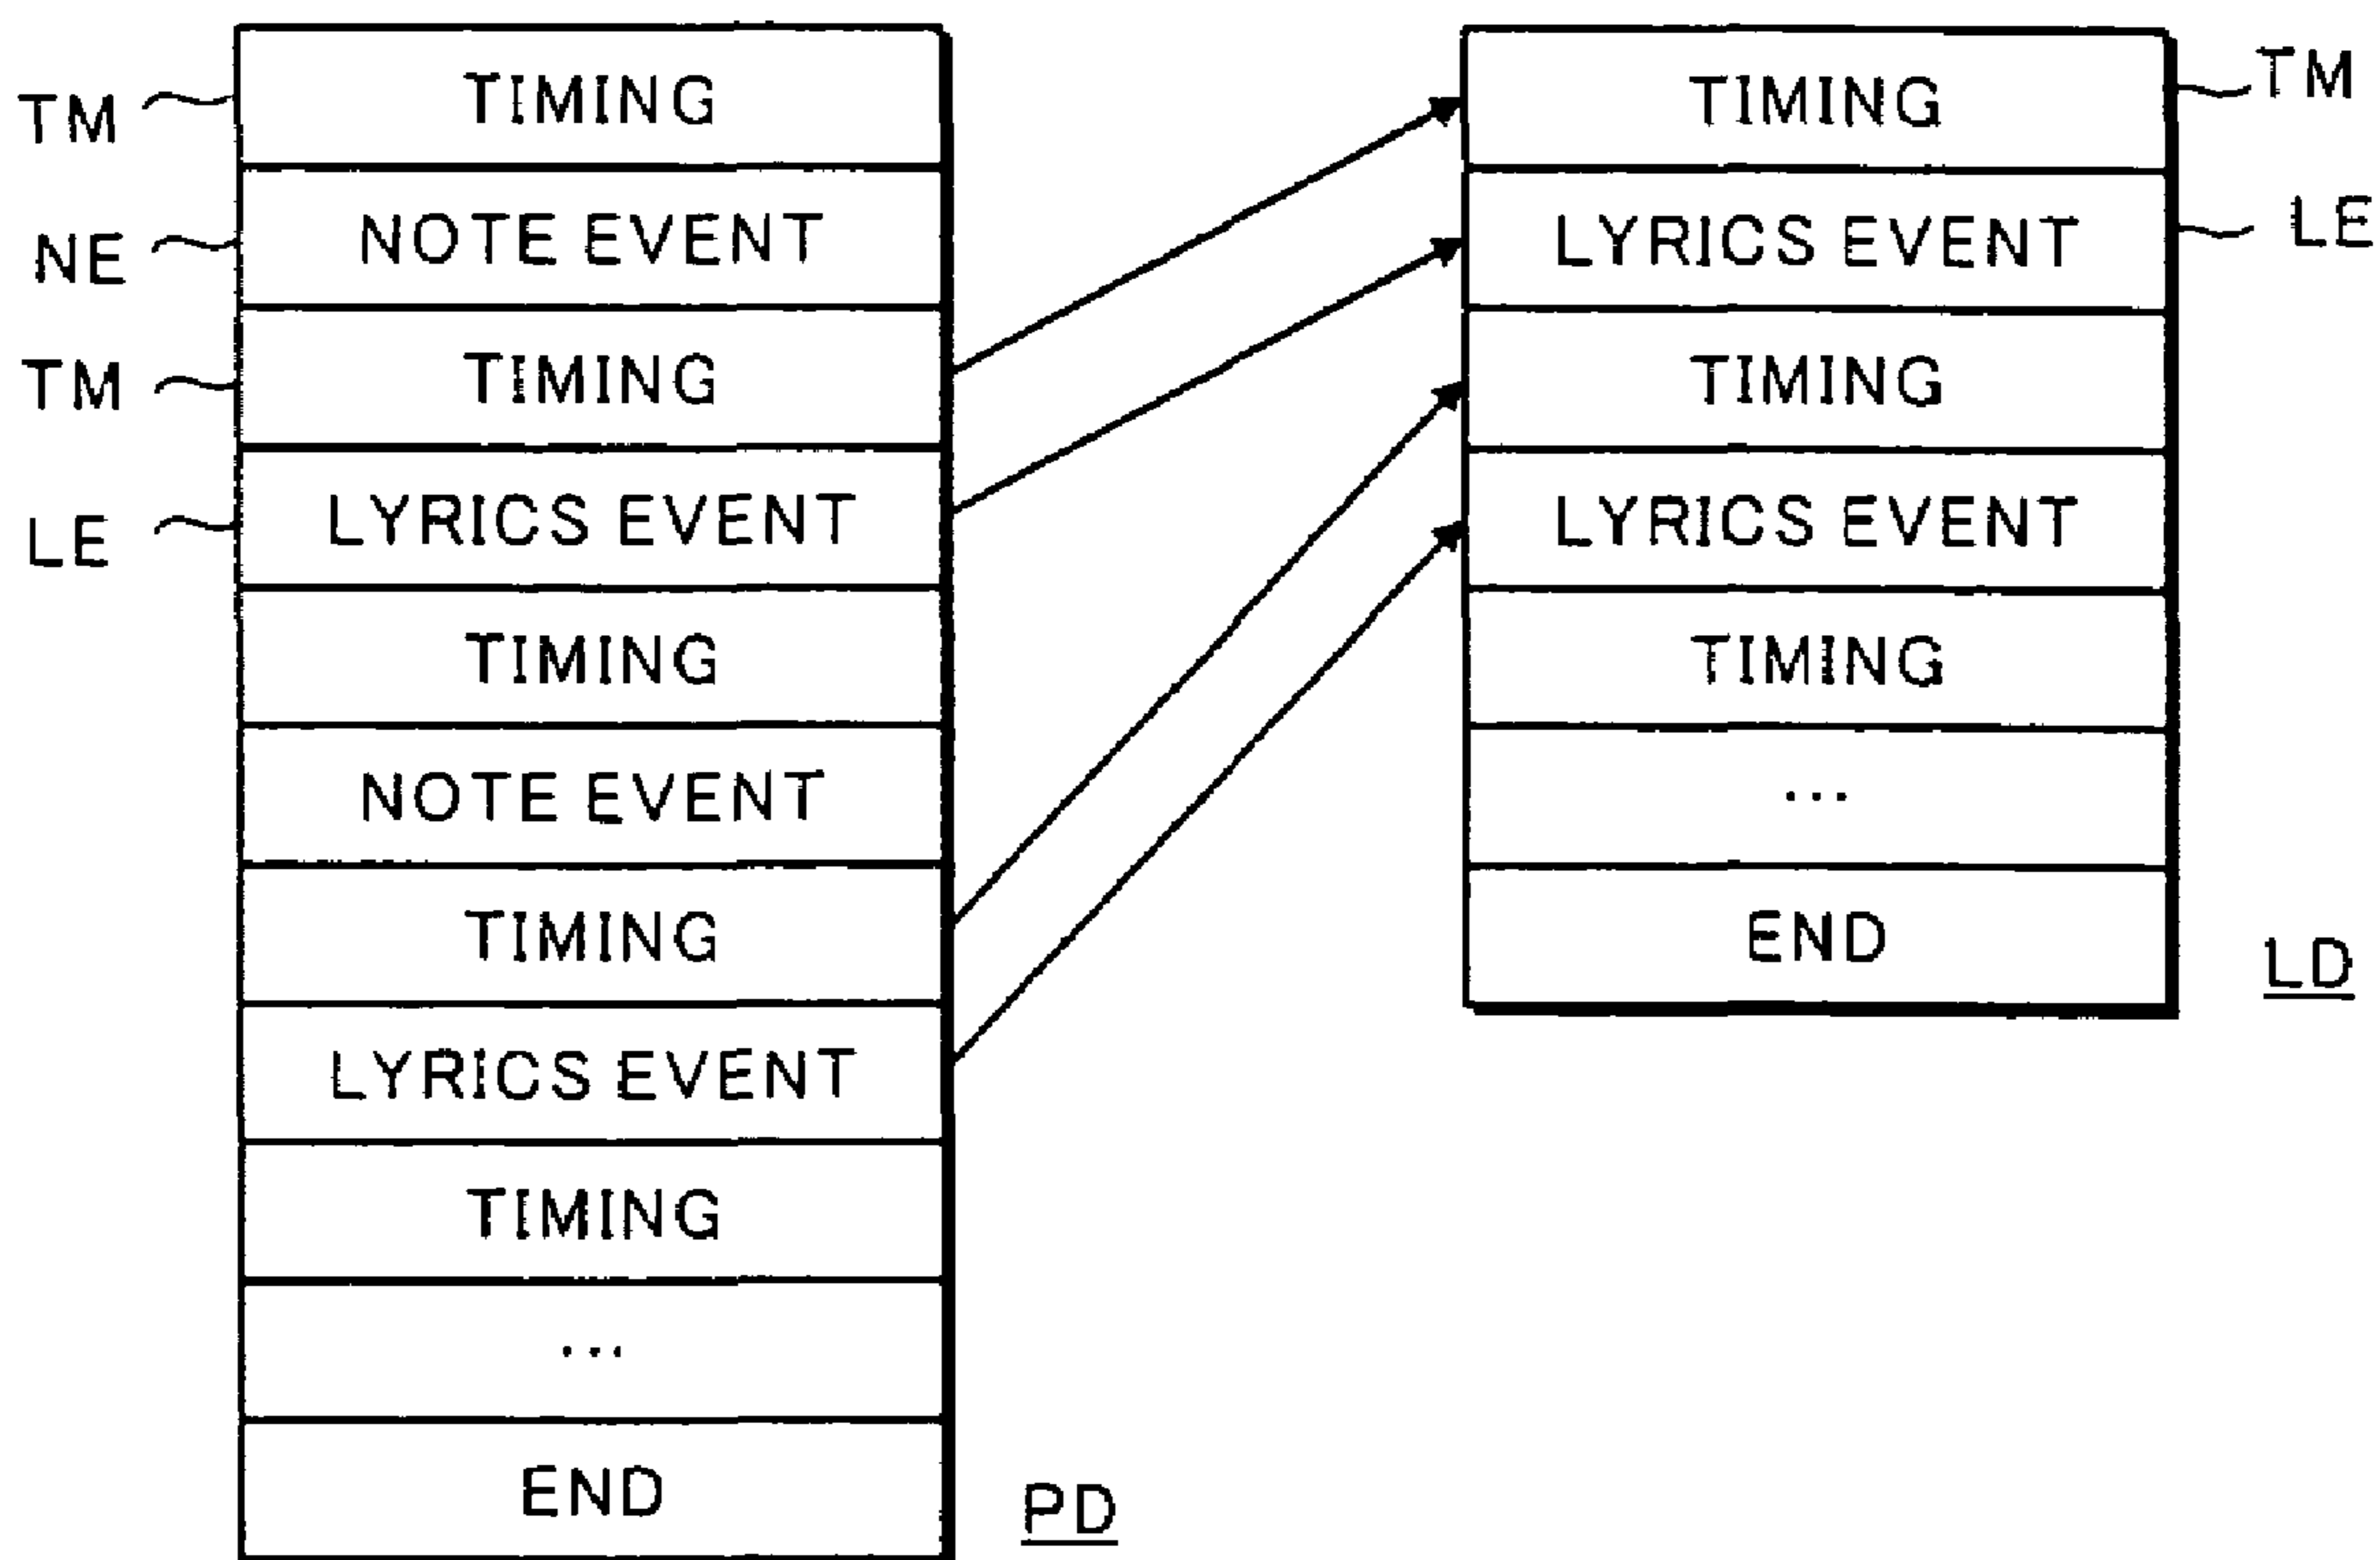 TM
TIMING
NE
NOTE EVENT
TM
TIMING
LE
LYRICS EVENT
TIMING
NOTE EVENT
TIMING
LYRICS EVENT
TIMING
...
END
PD
TIMING
TM
LYRICS EVENT
LE
TIMING
LYRICS EVENT
TIMING
...
END
LD